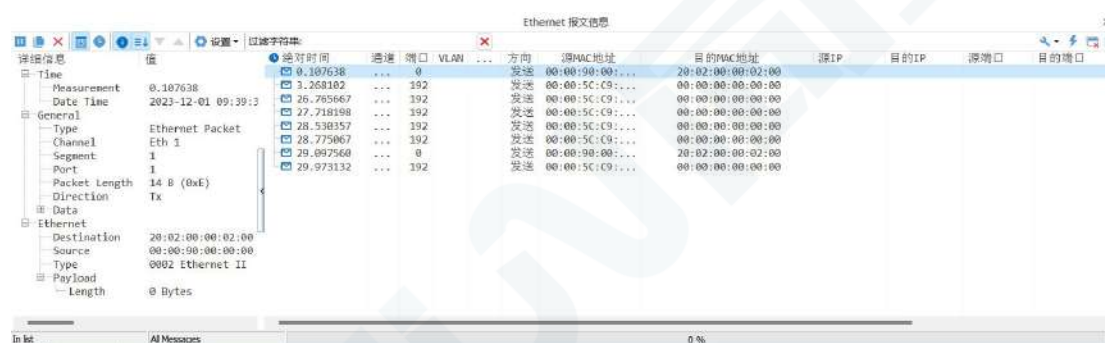 Ethernet 报文信息
设置 过滤字符串:
详细信息 值
Time
Measurement 0.107638
Date Time 2023-12-01 09:39:3
General
Type Ethernet Packet
Channel Eth 1
Segment 1
Port 1
Packet Length 14 B (0xE)
Direction Tx
Data
Ethernet
Destination 20:02:00:00:02:00
Source 00:00:90:00:00:00
Type 0002 Ethernet II
Payload
Length 0 Bytes
绝对时间 通道 端口 VLAN ... 方向 源MAC地址 目的MAC地址 源IP 目的IP 源端口 目的端口
0.107638 ... 0 发送 00:00:90:00:... 20:02:00:00:02:00
3.268102 ... 192 发送 00:00:5C:C9:... 00:00:00:00:00:00
26.765667 ... 192 发送 00:00:5C:C9:... 00:00:00:00:00:00
27.718198 ... 192 发送 00:00:5C:C9:... 00:00:00:00:00:00
28.530357 ... 192 发送 00:00:5C:C9:... 00:00:00:00:00:00
28.775067 ... 192 发送 00:00:5C:C9:... 00:00:00:00:00:00
29.097560 ... 0 发送 00:00:90:00:... 20:02:00:00:02:00
29.973132 ... 192 发送 00:00:5C:C9:... 00:00:00:00:00:00
In list All Messages 0 %